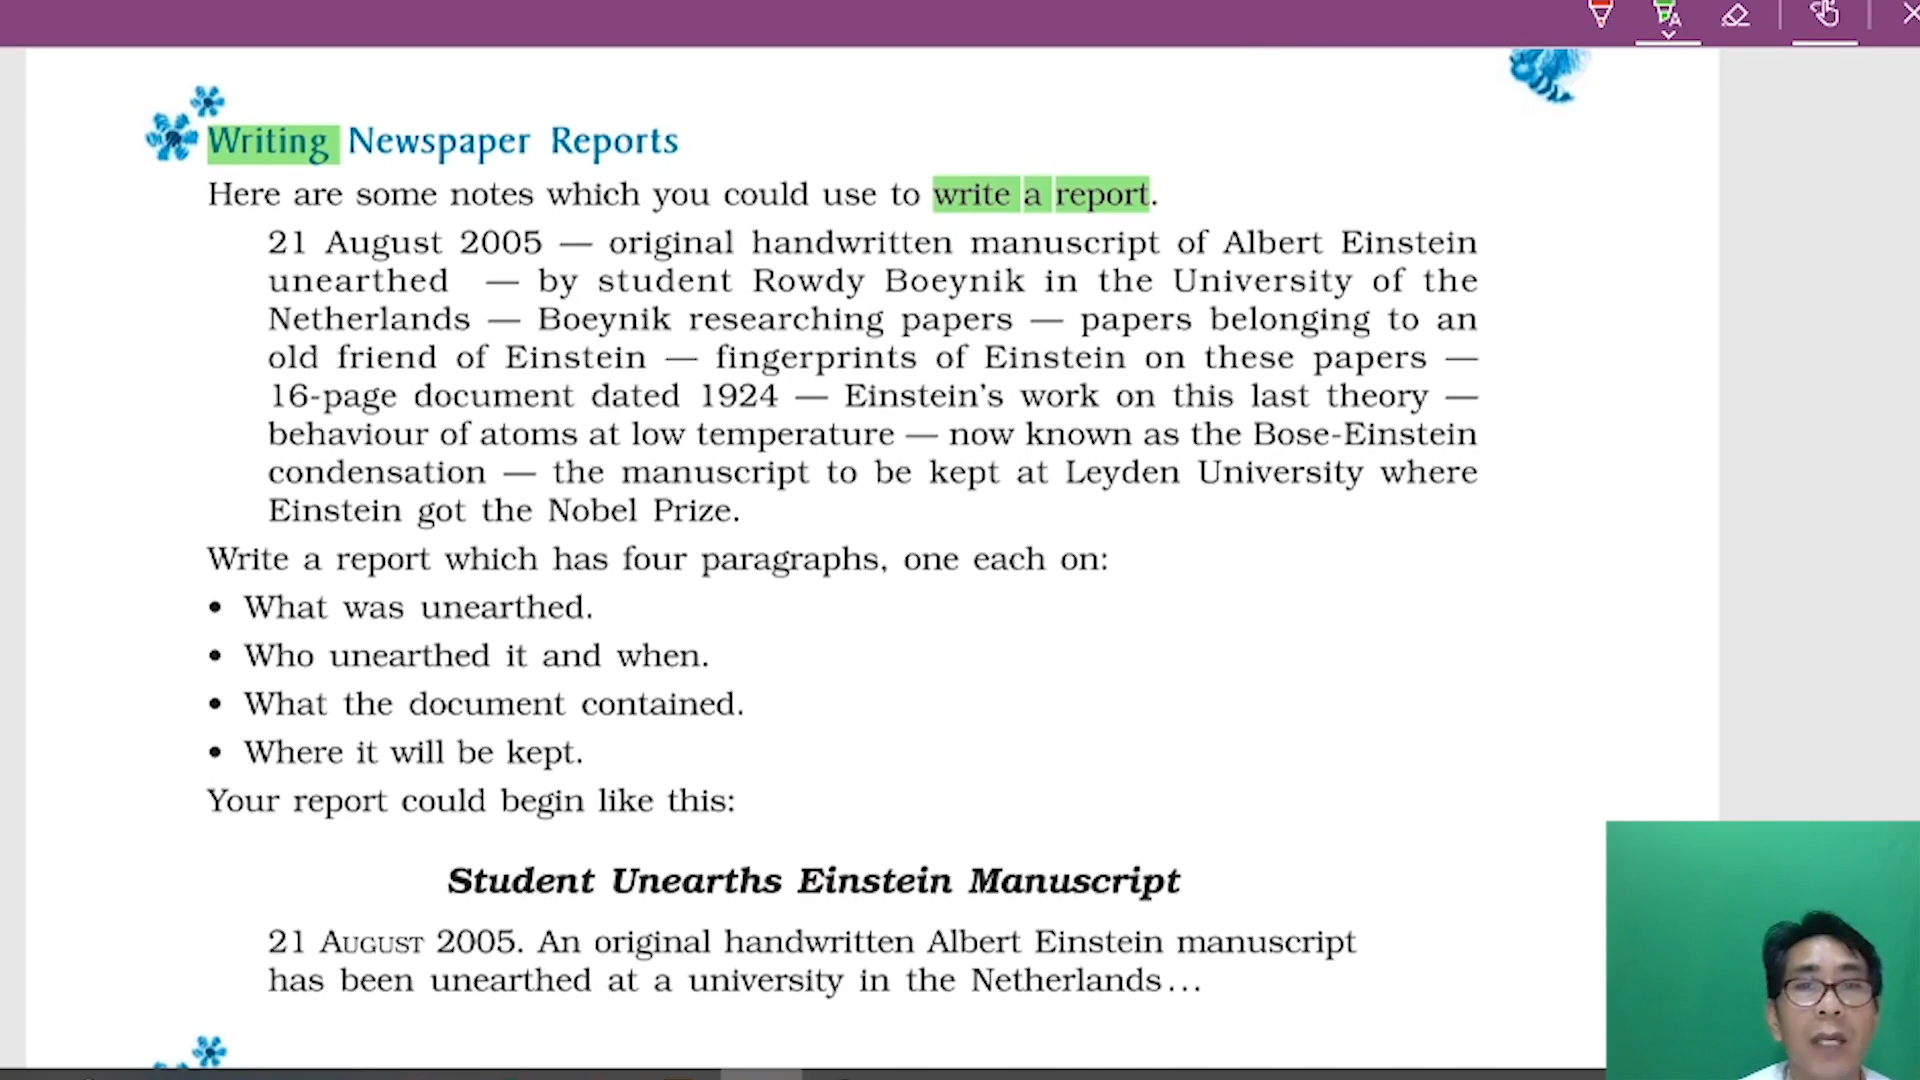 Writing Newspaper Reports
Here are some notes which you could use to write a report.
21 August 2005 — original handwritten manuscript of Albert Einstein
unearthed — by student Rowdy Boeynik in the University of the
Netherlands — Boeynik researching papers — papers belonging to an
old friend of Einstein — fingerprints of Einstein on these papers —
16-page document dated 1924 — Einstein's work on this last theory —
behaviour of atoms at low temperature — now known as the Bose-Einstein
condensation — the manuscript to be kept at Leyden University where
Einstein got the Nobel Prize.
Write a report which has four paragraphs, one each on:
• What was unearthed.
• Who unearthed it and when.
• What the document contained.
• Where it will be kept.
Your report could begin like this:
Student Unearths Einstein Manuscript
21 AUGUST 2005. An original handwritten Albert Einstein manuscript
has been unearthed at a university in the Netherlands...